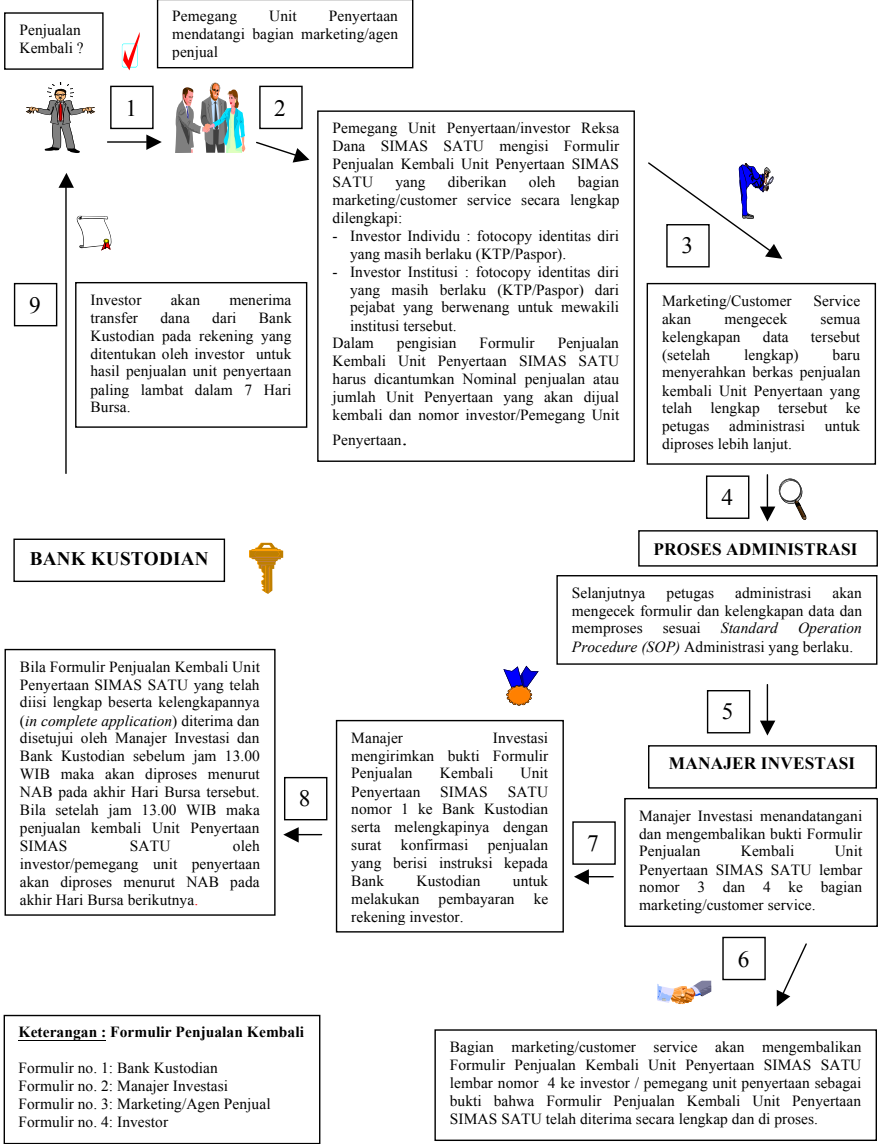 Penjualan
Kembali ?
Pemegang Unit Penyertaan
mendatangi bagian marketing/agen
penjual
1
2
Pemegang Unit Penyertaan/investor Reksa
Dana SIMAS SATU mengisi Formulir
Penjualan Kembali Unit Penyertaan SIMAS
SATU yang diberikan oleh bagian
marketing/customer service secara lengkap
dilengkapi:
- Investor Individu : fotocopy identitas diri
yang masih berlaku (KTP/Paspor).
- Investor Institusi : fotocopy identitas diri
yang masih berlaku (KTP/Paspor) dari
pejabat yang berwenang untuk mewakili
institusi tersebut.
Dalam pengisian Formulir Penjualan
Kembali Unit Penyertaan SIMAS SATU
harus dicantumkan Nominal penjualan atau
jumlah Unit Penyertaan yang akan dijual
kembali dan nomor investor/Pemegang Unit
Penyertaan.
3
Marketing/Customer Service
akan mengecek semua
kelengkapan data tersebut
(setelah lengkap) baru
menyerahkan berkas penjualan
kembali Unit Penyertaan yang
telah lengkap tersebut ke
petugas administrasi untuk
diproses lebih lanjut.
4
PROSES ADMINISTRASI
Selanjutnya petugas administrasi akan
mengecek formulir dan kelengkapan data dan
memproses sesuai Standard Operation
Procedure (SOP) Administrasi yang berlaku.
5
MANAJER INVESTASI
Manajer Investasi menandatangani
dan mengembalikan bukti Formulir
Penjualan Kembali Unit
Penyertaan SIMAS SATU lembar
nomor 3 dan 4 ke bagian
marketing/customer service.
6
Bagian marketing/customer service akan mengembalikan
Formulir Penjualan Kembali Unit Penyertaan SIMAS SATU
lembar nomor 4 ke investor / pemegang unit penyertaan sebagai
bukti bahwa Formulir Penjualan Kembali Unit Penyertaan
SIMAS SATU telah diterima secara lengkap dan di proses.
7
Manajer Investasi
mengirimkan bukti Formulir
Penjualan Kembali Unit
Penyertaan SIMAS SATU
nomor 1 ke Bank Kustodian
serta melengkapinya dengan
surat konfirmasi penjualan
yang berisi instruksi kepada
Bank Kustodian untuk
melakukan pembayaran ke
rekening investor.
8
BANK KUSTODIAN
Bila Formulir Penjualan Kembali Unit
Penyertaan SIMAS SATU yang telah
diisi lengkap beserta kelengkapannya
(in complete application) diterima dan
disetujui oleh Manajer Investasi dan
Bank Kustodian sebelum jam 13.00
WIB maka akan diproses menurut
NAB pada akhir Hari Bursa tersebut.
Bila setelah jam 13.00 WIB maka
penjualan kembali Unit Penyertaan
SIMAS SATU oleh
investor/pemegang unit penyertaan
akan diproses menurut NAB pada
akhir Hari Bursa berikutnya.
9
Investor akan menerima
transfer dana dari Bank
Kustodian pada rekening yang
ditentukan oleh investor untuk
hasil penjualan unit penyertaan
paling lambat dalam 7 Hari
Bursa.
Keterangan : Formulir Penjualan Kembali
Formulir no. 1: Bank Kustodian
Formulir no. 2: Manajer Investasi
Formulir no. 3: Marketing/Agen Penjual
Formulir no. 4: Investor